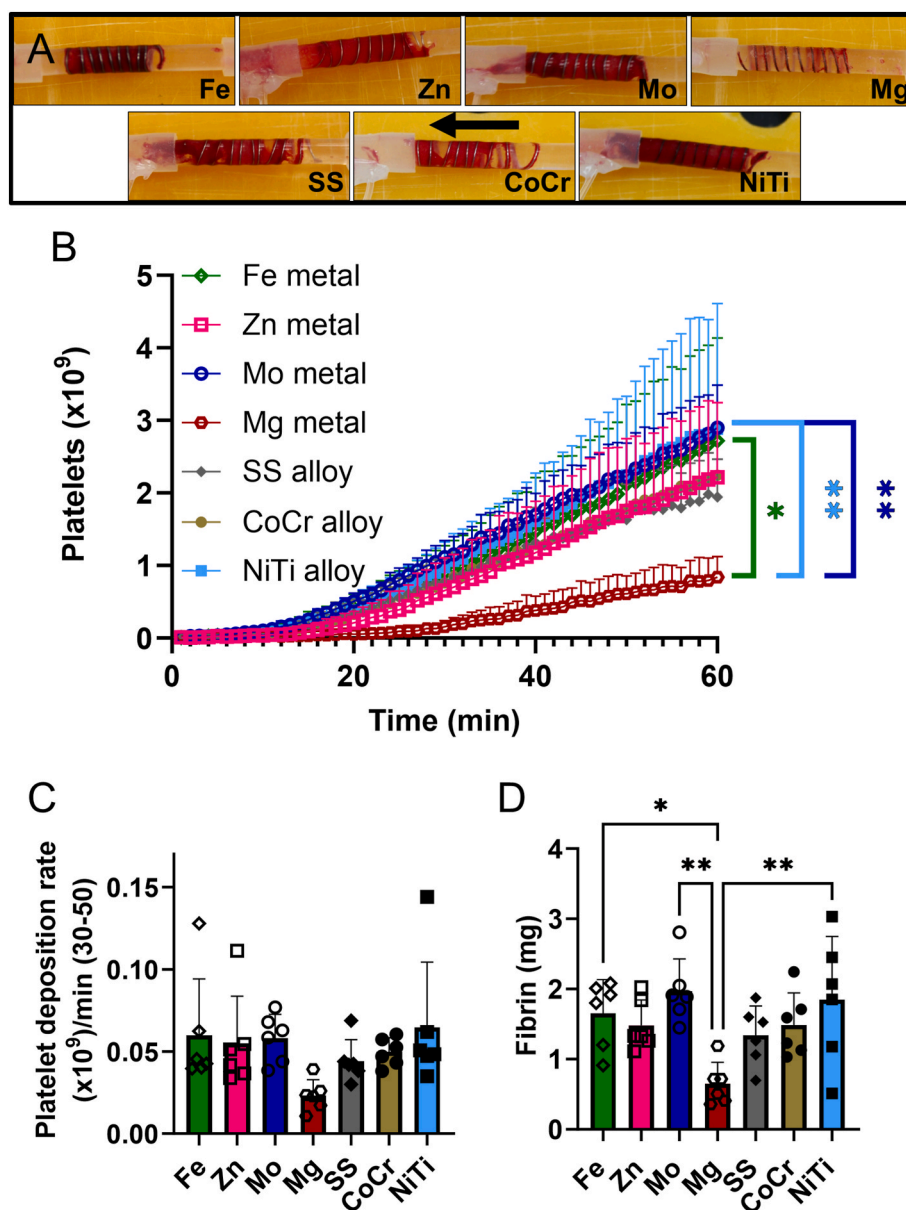 A
Fe
Zn
Mo
Mg
SS
CoCr
NiTi
B
Platelets (x10⁹)
5
4
3
2
1
0
Fe metal
Zn metal
Mo metal
Mg metal
SS alloy
CoCr alloy
NiTi alloy
*
**
**
0 20 40 60
Time (min)
C
Platelet deposition rate
(x10⁹)/min (30-50)
0.15
0.10
0.05
0.00
Fe Zn Mo Mg SS CoCr NiTi
D
Fibrin (mg)
4
3
2
1
0
*
** **
Fe Zn Mo Mg SS CoCr NiTi